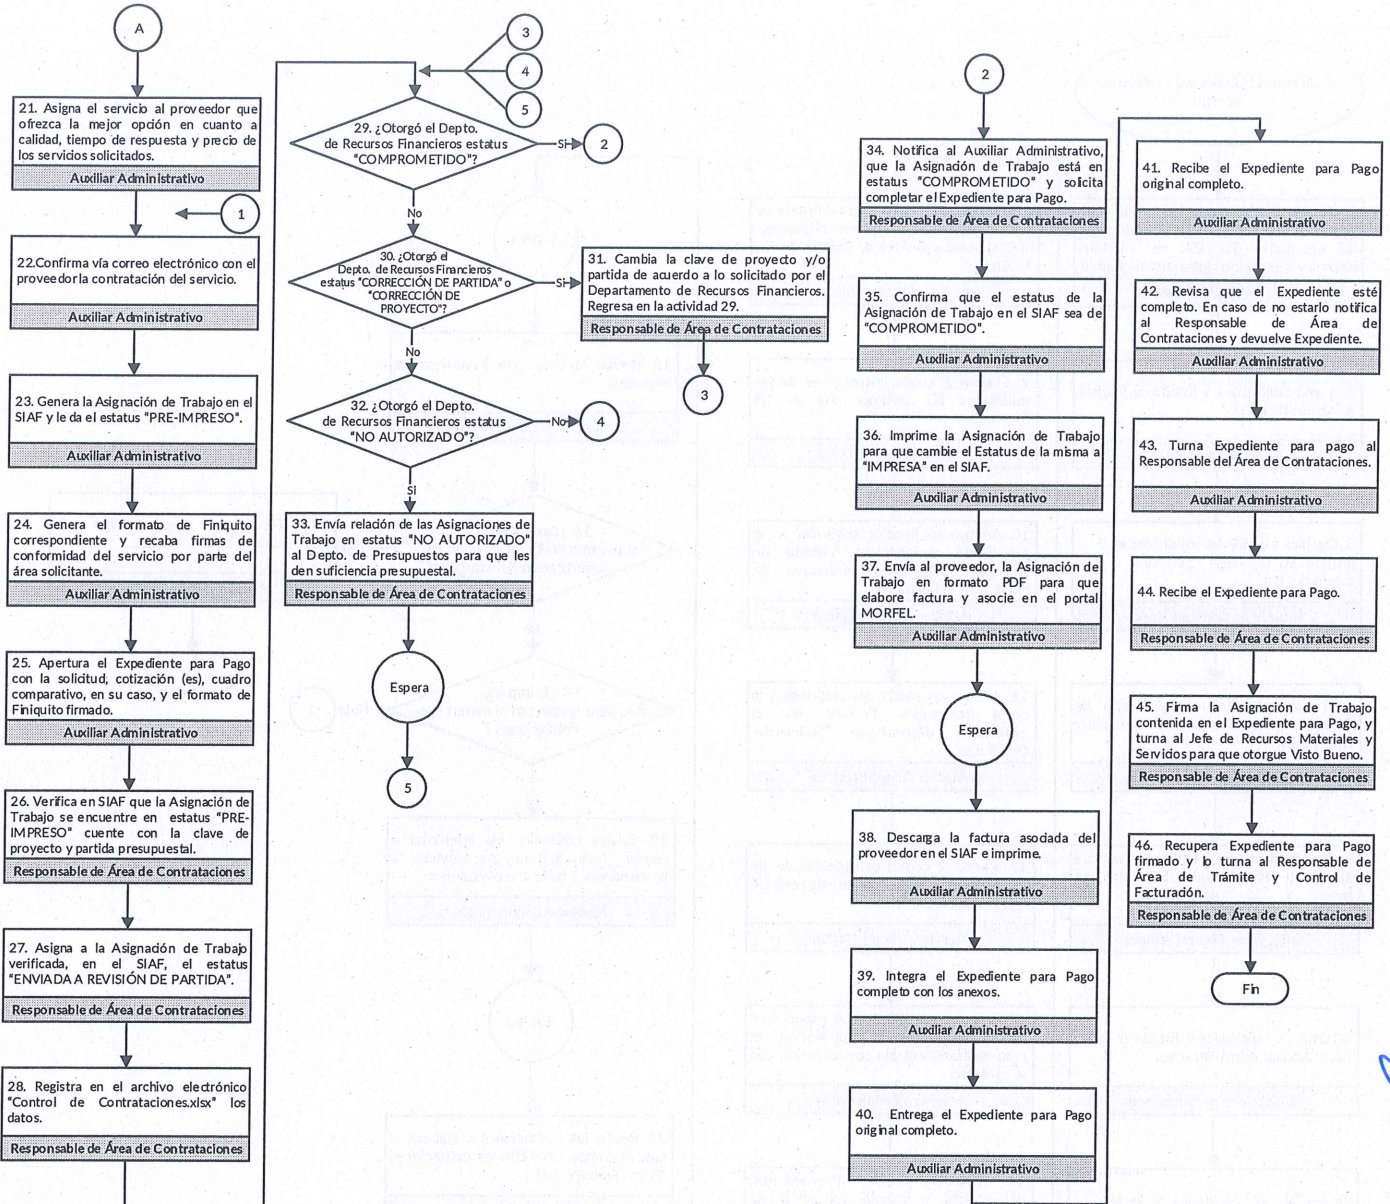 A
21. Asigna el servicio al proveedor que
ofrezca la mejor opción en cuanto a
calidad, tiempo de respuesta y precio de
los servicios solicitados.
Auxiliar Administrativo
1
22.Confirma vía correo electrónico con el
proveedor la contratación del servicio.
Auxiliar Administrativo
23. Genera la Asignación de Trabajo en el
SIAF y le da el estatus "PRE-IMPRESO".
Auxiliar Administrativo
24. Genera el formato de Finiquito
correspondiente y recaba firmas de
conformidad del servicio por parte del
área solicitante.
Auxiliar Administrativo
25. Apertura el Expediente para Pago
con la solicitud, cotización (es), cuadro
comparativo, en su caso, y el formato de
Finiquito firmado.
Auxiliar Administrativo
26. Verifica en SIAF que la Asignación de
Trabajo se encuentre en estatus "PRE-
IMPRESO" cuente con la clave de
proyecto y partida presupuestal.
Responsable de Área de Contrataciones
27. Asigna a la Asignación de Trabajo
verificada, en el SIAF, el estatus
"ENVIADA A REVISIÓN DE PARTIDA".
Responsable de Área de Contrataciones
28. Registra en el archivo electrónico
"Control de Contrataciones.xlsx" los
datos.
Responsable de Área de Contrataciones
3
4
5
29. ¿Otorgó el Depto.
de Recursos Financieros estatus
"COMPROMETIDO"?
Si
2
No
30. ¿Otorgó el
Depto. de Recursos Financieros
estatus "CORRECCIÓN DE PARTIDA" o
"CORRECCIÓN DE
PROYECTO"?
Si
31. Cambia la clave de proyecto y/o
partida de acuerdo a lo solicitado por el
Departamento de Recursos Financieros.
Regresa en la actividad 29.
Responsable de Área de Contrataciones
3
No
32. ¿Otorgó el Depto.
de Recursos Financieros estatus
"NO AUTORIZADO"?
No
4
Si
33. Envía relación de las Asignaciones de
Trabajo en estatus "NO AUTORIZADO"
al Depto. de Presupuestos para que les
den suficiencia presupuestal.
Responsable de Área de Contrataciones
Espera
5
2
34. Notifica al Auxiliar Administrativo,
que la Asignación de Trabajo está en
estatus "COMPROMETIDO" y solicita
completar el Expediente para Pago.
Responsable de Área de Contrataciones
35. Confirma que el estatus de la
Asignación de Trabajo en el SIAF sea de
"COMPROMETIDO".
Auxiliar Administrativo
36. Imprime la Asignación de Trabajo
para que cambie el Estatus de la misma a
"IMPRESA" en el SIAF.
Auxiliar Administrativo
37. Envía al proveedor, la Asignación de
Trabajo en formato PDF para que
elabore factura y asocie en el portal
MORFEL.
Auxiliar Administrativo
Espera
38. Descarga la factura asociada del
proveedor en el SIAF e imprime.
Auxiliar Administrativo
39. Integra el Expediente para Pago
completo con los anexos.
Auxiliar Administrativo
40. Entrega el Expediente para Pago
original completo.
Auxiliar Administrativo
41. Recibe el Expediente para Pago
original completo.
Auxiliar Administrativo
42. Revisa que el Expediente esté
completo. En caso de no estarlo notifica
al Responsable de Área de
Contrataciones y devuelve Expediente.
Auxiliar Administrativo
43. Turna Expediente para pago al
Responsable del Área de Contrataciones.
Auxiliar Administrativo
44. Recibe el Expediente para Pago.
Responsable de Área de Contrataciones
45. Firma la Asignación de Trabajo
contenida en el Expediente para Pago, y
turna al Jefe de Recursos Materiales y
Servicios para que otorgue Visto Bueno.
Responsable de Área de Contrataciones
46. Recupera Expediente para Pago
firmado y lo turna al Responsable de
Área de Trámite y Control de
Facturación.
Responsable de Área de Contrataciones
Fin